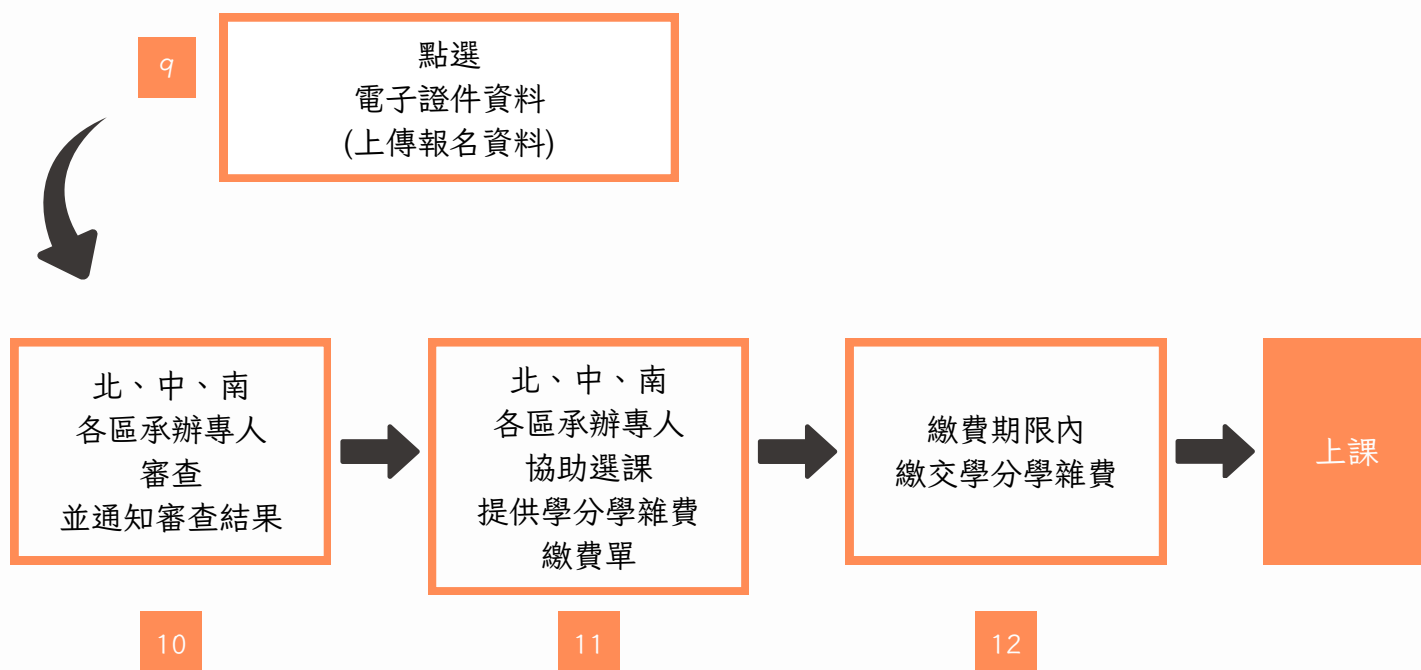 9
點選
電子證件資料
(上傳報名資料)
北、中、南
各區承辦專人
審查
並通知審查結果
10
北、中、南
各區承辦專人
協助選課
提供學分學雜費
繳費單
11
繳費期限內
繳交學分學雜費
12
上課